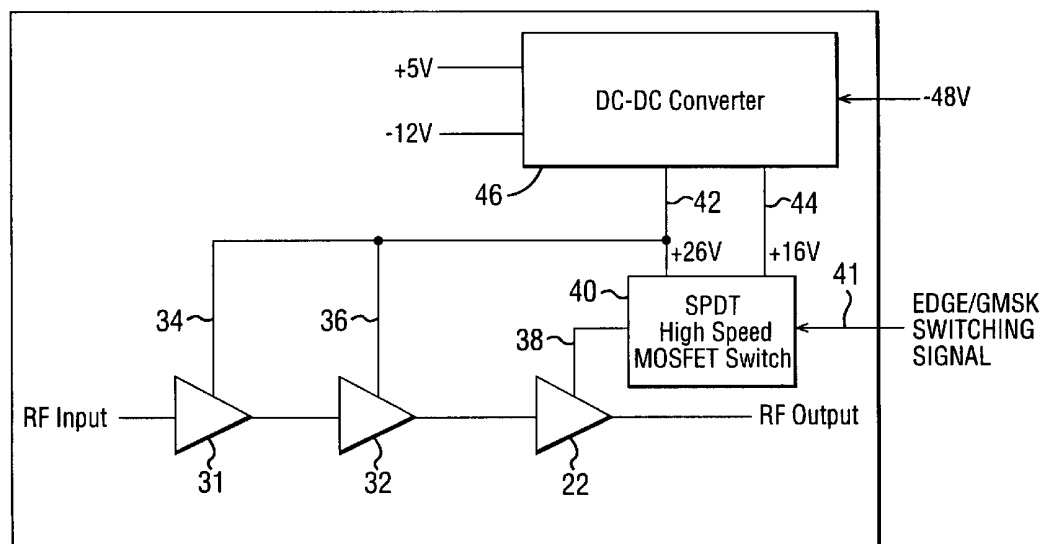 +5V
DC-DC Converter
-48V
-12V
46
42
44
+26V
+16V
40
41
SPDT
High Speed
MOSFET Switch
EDGE/GMSK
SWITCHING
SIGNAL
34
36
38
RF Input
RF Output
31
32
22